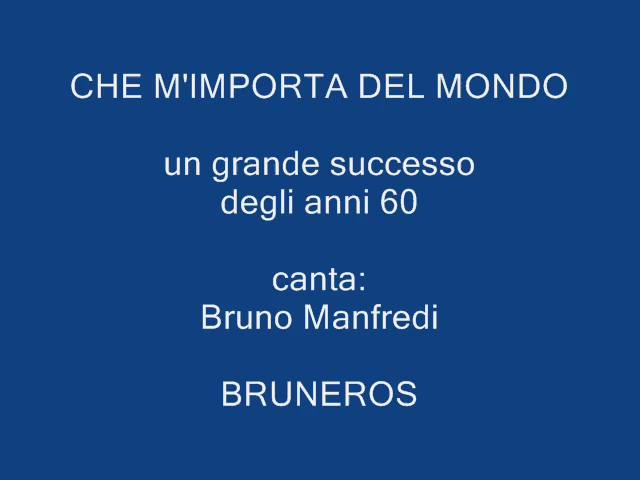 CHE M'IMPORTA DEL MONDO
un grande successo
degli anni 60
canta:
Bruno Manfredi
BRUNEROS